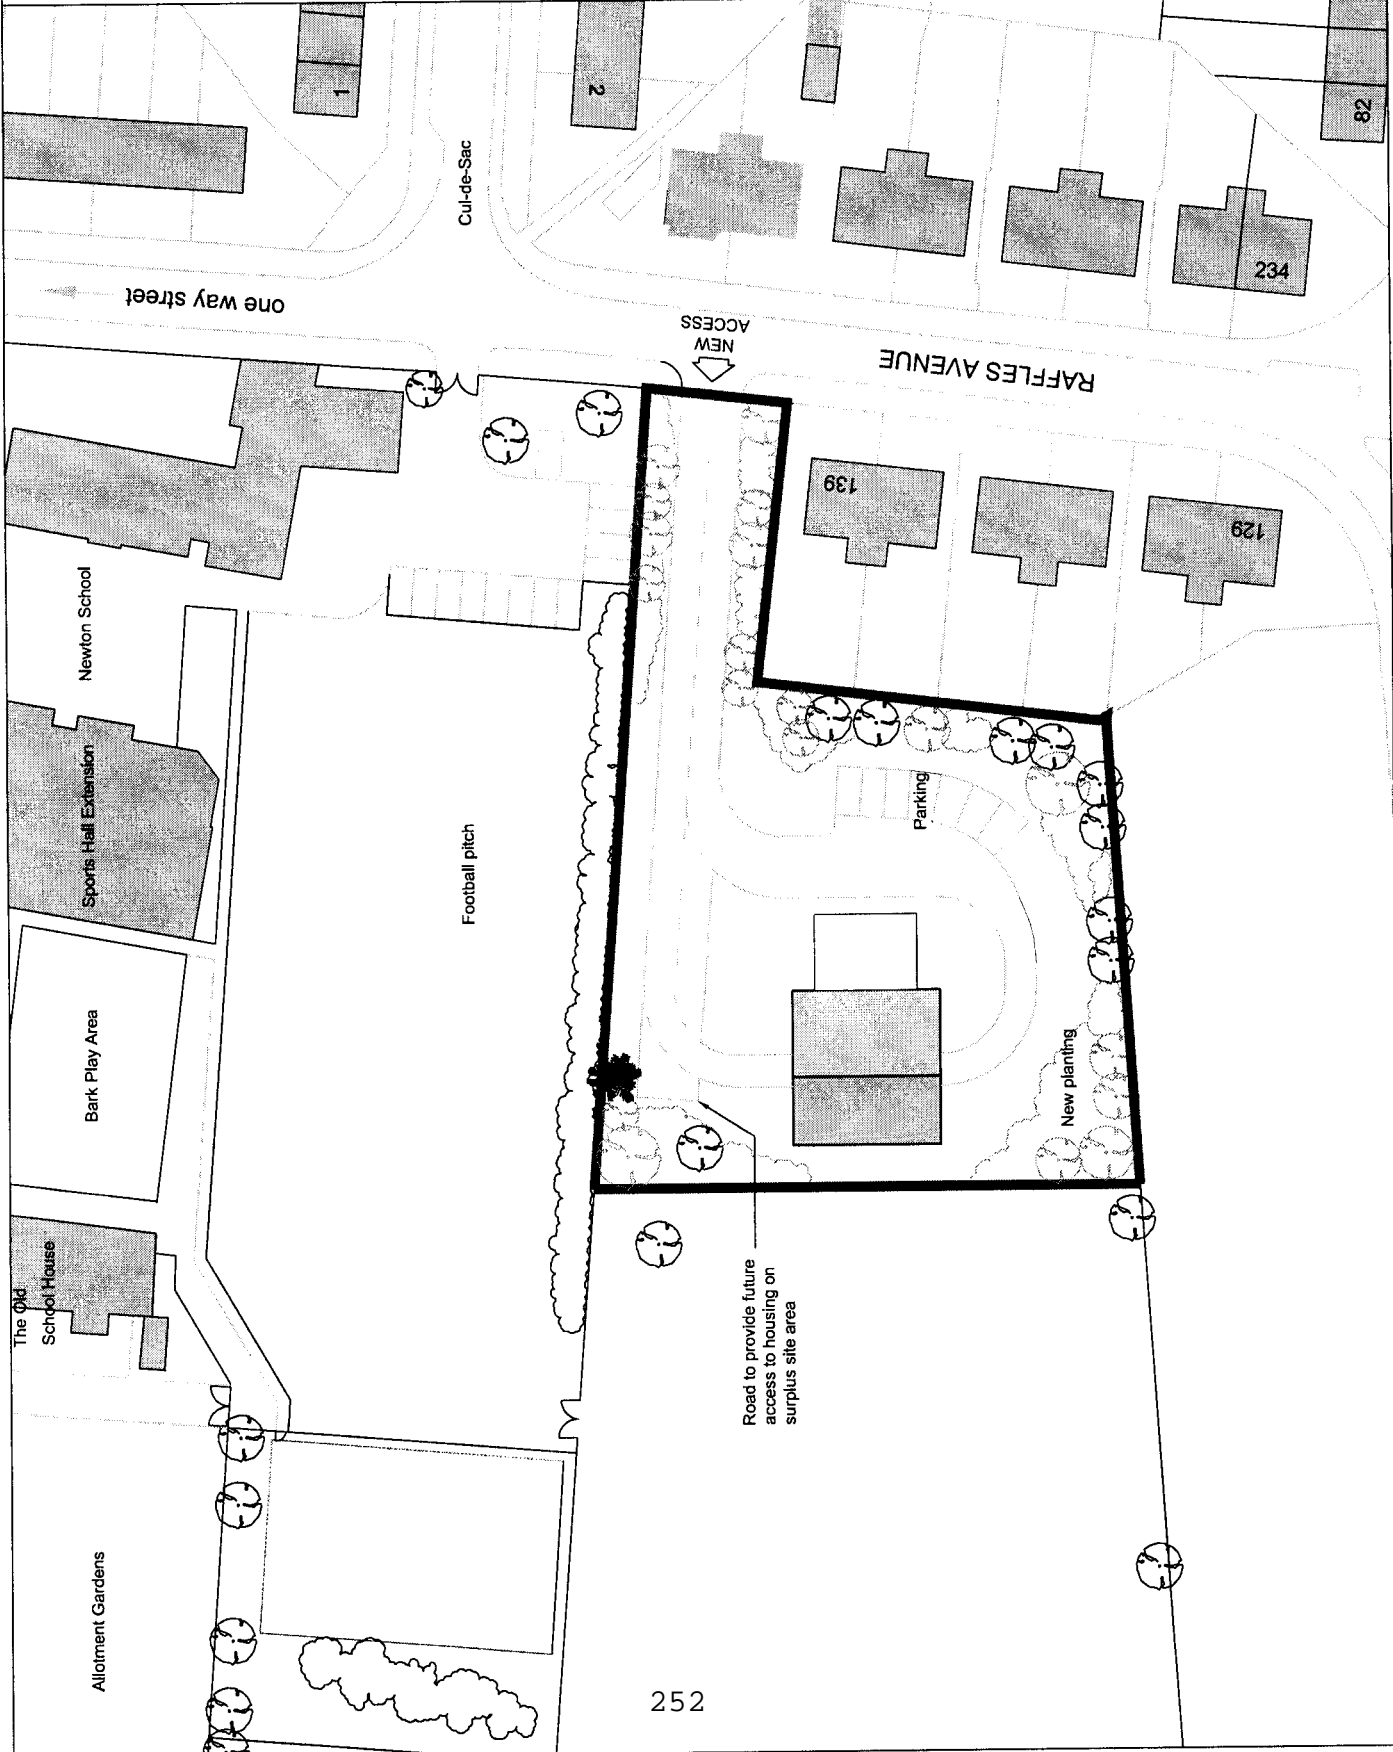 1
2
82
Cul-de-Sac
234
one way street
NEW
ACCESS
RAFFLES AVENUE
139
129
Newton School
Sports Hall Extension
Football pitch
Parking
Bark Play Area
New planting
The Old
School House
Road to provide future
access to housing on
surplus site area
Allotment Gardens
252